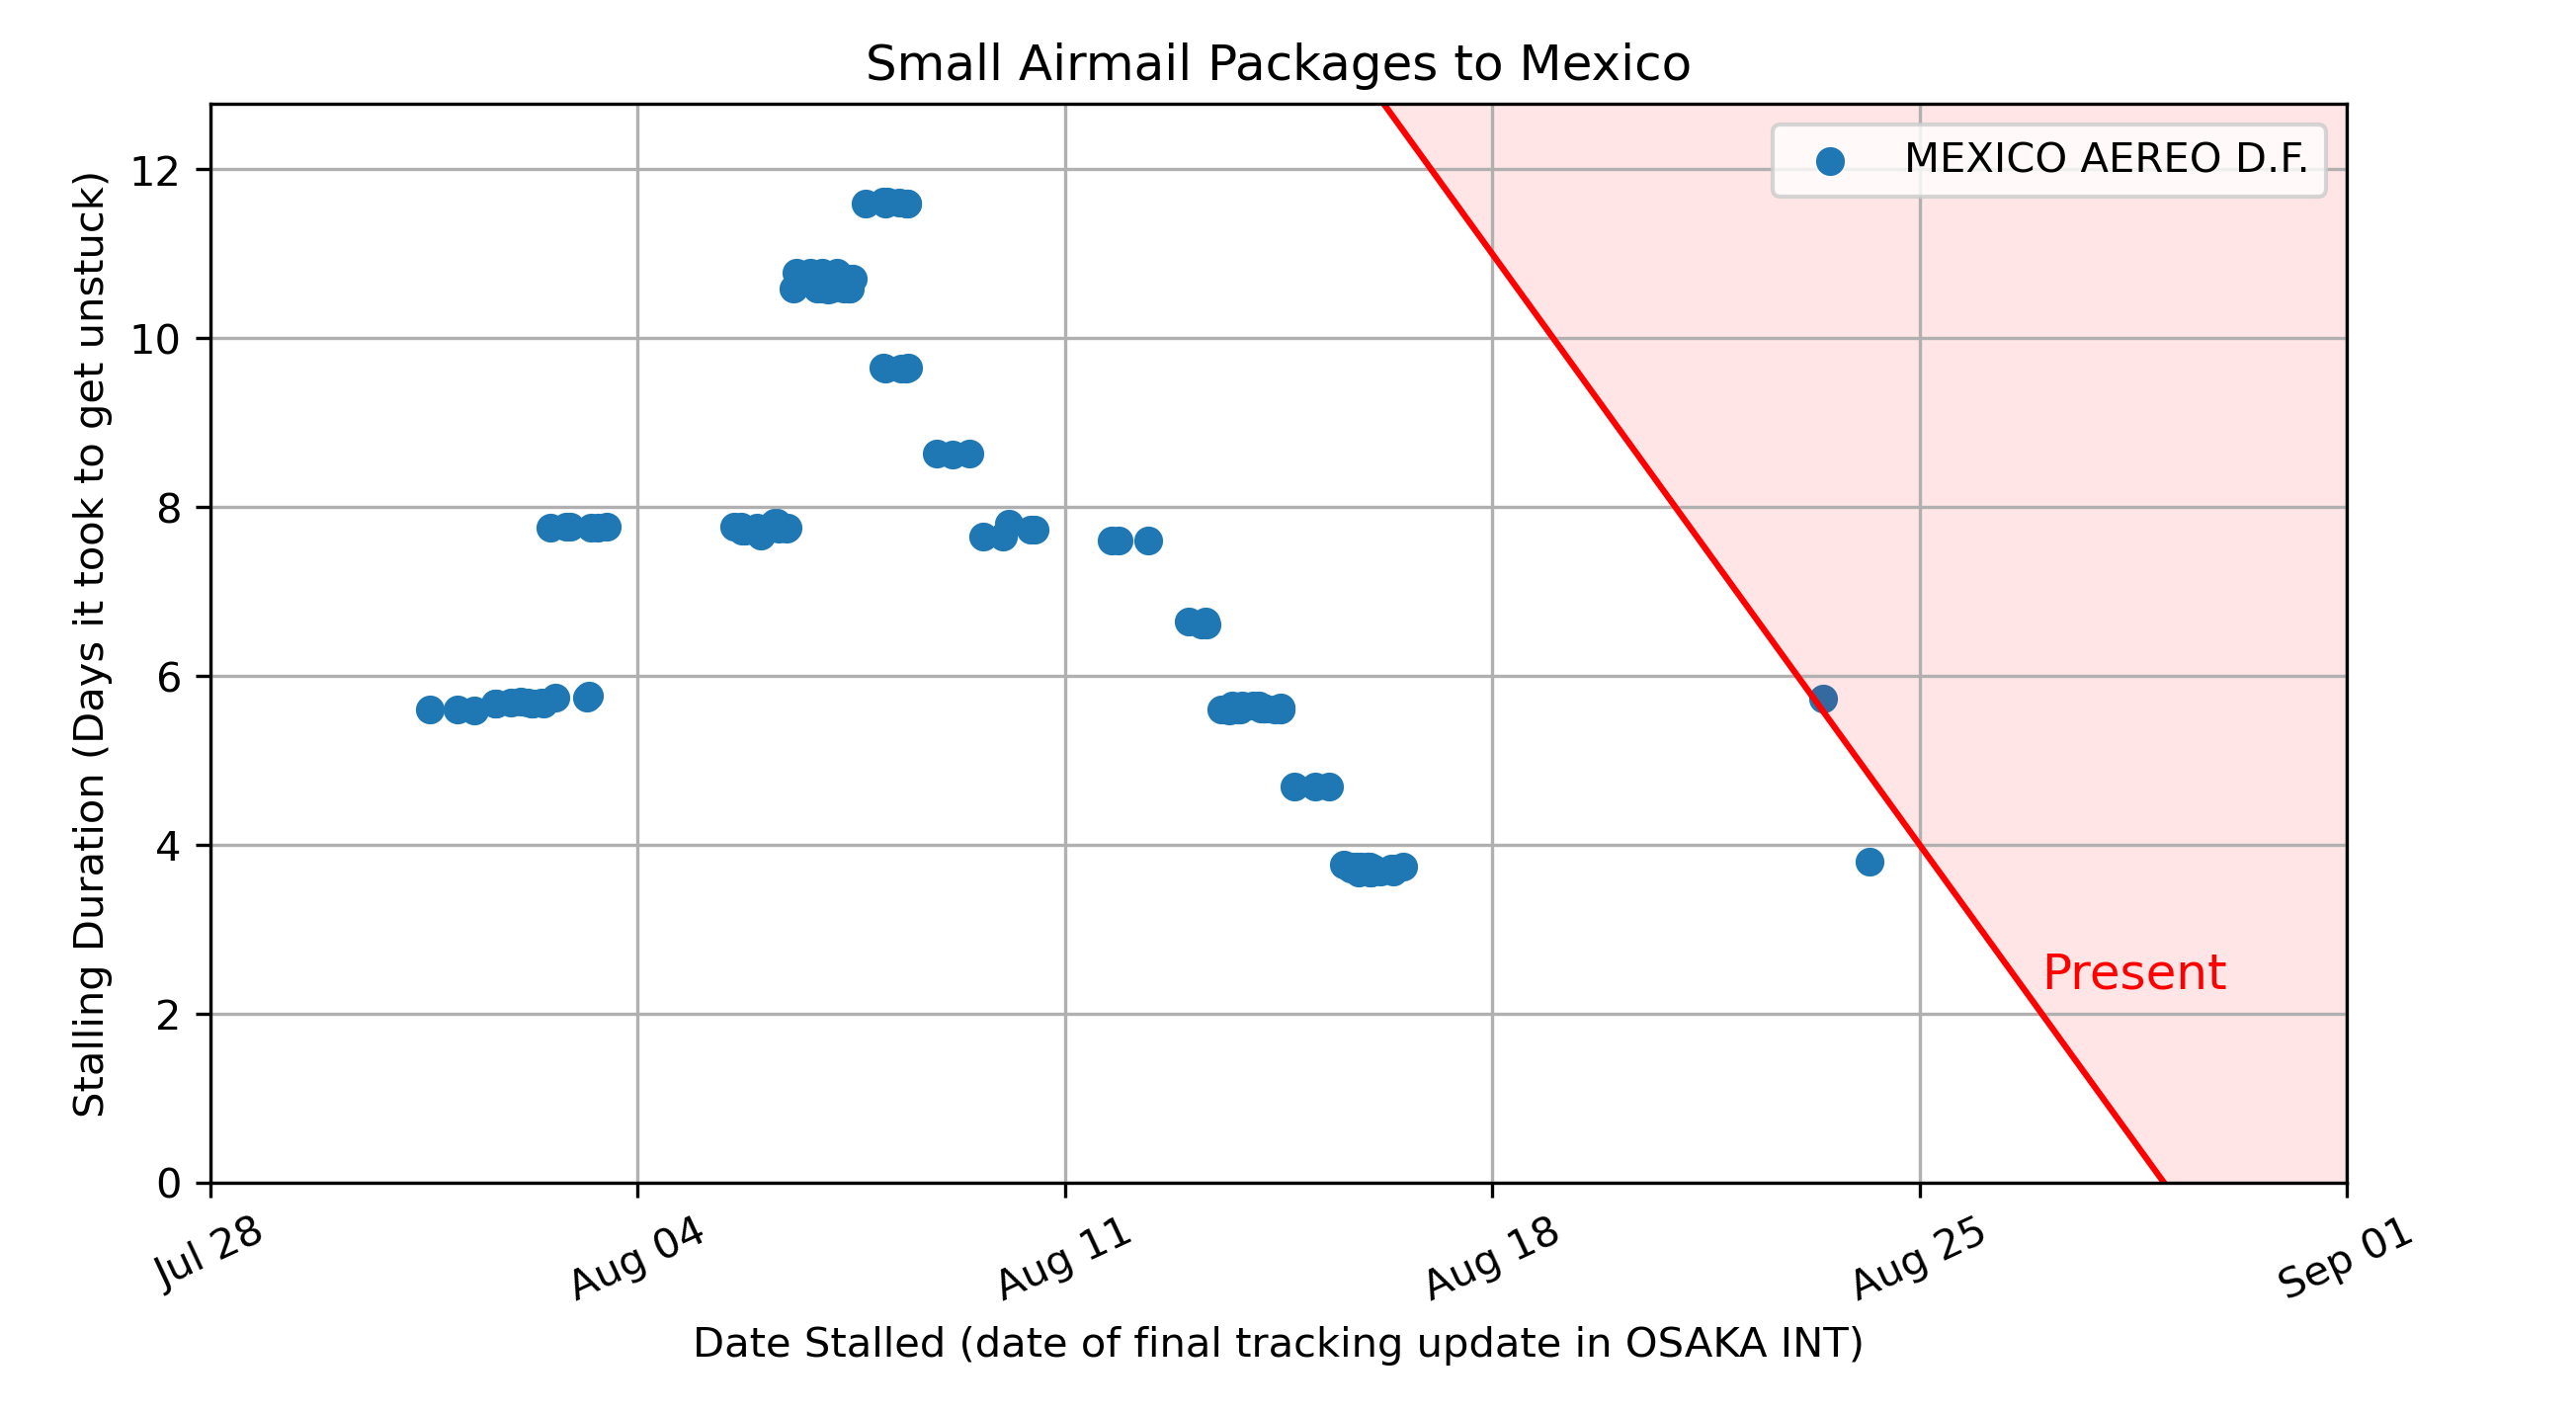 Small Airmail Packages to Mexico
MEXICO AEREO D.F.
Stalling Duration (Days it took to get unstuck)
12
10
8
6
4
2
0
Present
Jul 28
Aug 04
Aug 11
Aug 18
Aug 25
Sep 01
Date Stalled (date of final tracking update in OSAKA INT)